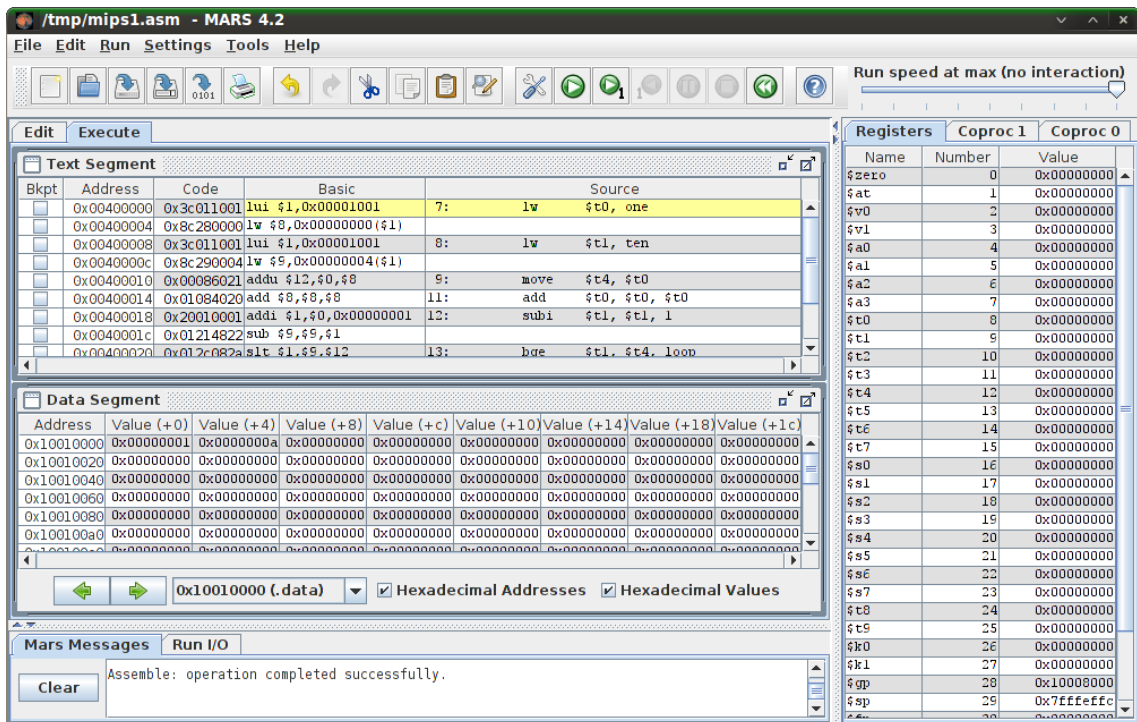 /tmp/mips1.asm - MARS 4.2
File Edit Run Settings Tools Help
Run speed at max (no interaction)
Edit Execute
Text Segment
Bkpt Address Code Basic Source
0x00400000 0x3c011001 lui $1,0x00001001 7: lw $t0, one
0x00400004 0x8c280000 lw $8,0x00000000($1)
0x00400008 0x3c011001 lui $1,0x00001001 8: lw $t1, ten
0x0040000c 0x8c290004 lw $9,0x00000004($1)
0x00400010 0x00086021 addu $12,$0,$8 9: move $t4, $t0
0x00400014 0x01084020 add $8,$8,$8 11: add $t0, $t0, $t0
0x00400018 0x20010001 addi $1,$0,0x00000001 12: subi $t1, $t1, 1
0x0040001c 0x01214822 sub $9,$9,$1
0x00400020 0x012c082a slt $1,$9,$12 13: bge $t1, $t4, loop
Data Segment
Address Value (+0) Value (+4) Value (+8) Value (+c) Value (+10) Value (+14) Value (+18) Value (+1c)
0x10010000 0x00000001 0x0000000a 0x00000000 0x00000000 0x00000000 0x00000000 0x00000000 0x00000000
0x10010020 0x00000000 0x00000000 0x00000000 0x00000000 0x00000000 0x00000000 0x00000000 0x00000000
0x10010040 0x00000000 0x00000000 0x00000000 0x00000000 0x00000000 0x00000000 0x00000000 0x00000000
0x10010060 0x00000000 0x00000000 0x00000000 0x00000000 0x00000000 0x00000000 0x00000000 0x00000000
0x10010080 0x00000000 0x00000000 0x00000000 0x00000000 0x00000000 0x00000000 0x00000000 0x00000000
0x100100a0 0x00000000 0x00000000 0x00000000 0x00000000 0x00000000 0x00000000 0x00000000 0x00000000
0x10010000 (.data) Hexadecimal Addresses Hexadecimal Values
Mars Messages Run I/O
Clear
Assemble: operation completed successfully.
Registers Coproc 1 Coproc 0
Name Number Value
$zero 0 0x00000000
$at 1 0x00000000
$v0 2 0x00000000
$v1 3 0x00000000
$a0 4 0x00000000
$a1 5 0x00000000
$a2 6 0x00000000
$a3 7 0x00000000
$t0 8 0x00000000
$t1 9 0x00000000
$t2 10 0x00000000
$t3 11 0x00000000
$t4 12 0x00000000
$t5 13 0x00000000
$t6 14 0x00000000
$t7 15 0x00000000
$s0 16 0x00000000
$s1 17 0x00000000
$s2 18 0x00000000
$s3 19 0x00000000
$s4 20 0x00000000
$s5 21 0x00000000
$s6 22 0x00000000
$s7 23 0x00000000
$t8 24 0x00000000
$t9 25 0x00000000
$k0 26 0x00000000
$k1 27 0x00000000
$gp 28 0x10008000
$sp 29 0x7fffeffc